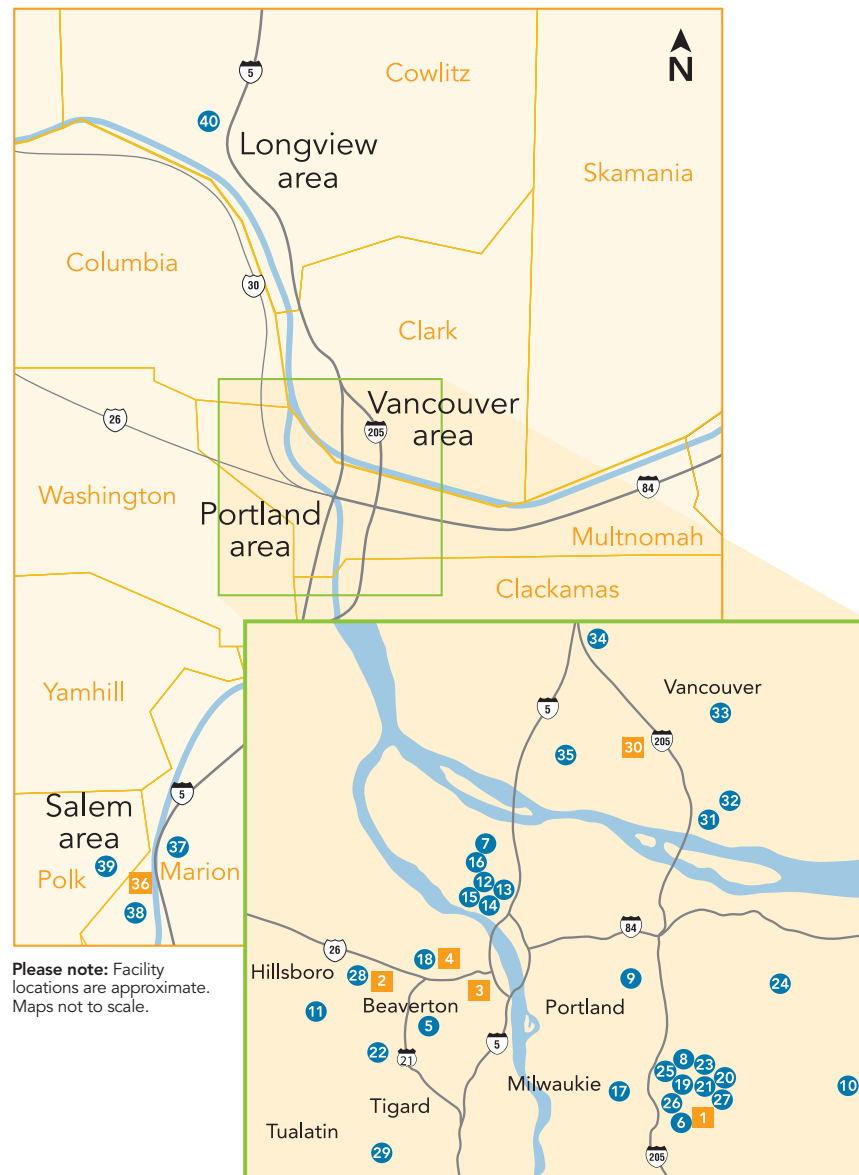 5
Cowlitz
N
40
Longview
area
Skamania
Columbia
30
Clark
26
Vancouver
area
205
Washington
84
Portland
area
Multnomah
Clackamas
Yamhill
5
Salem
area
37
39
Marion
Polk
36
38
Please note: Facility
locations are approximate.
Maps not to scale.
34
Vancouver
5
33
205
30
35
32
31
7
16
12
13
15
14
84
26
18
4
Hillsboro
28
2
9
24
3
Beaverton
Portland
11
5
5
22
21
8
23
25
20
Milwaukie
17
19
21
10
26
27
Tigard
1
6
Tualatin
29
205